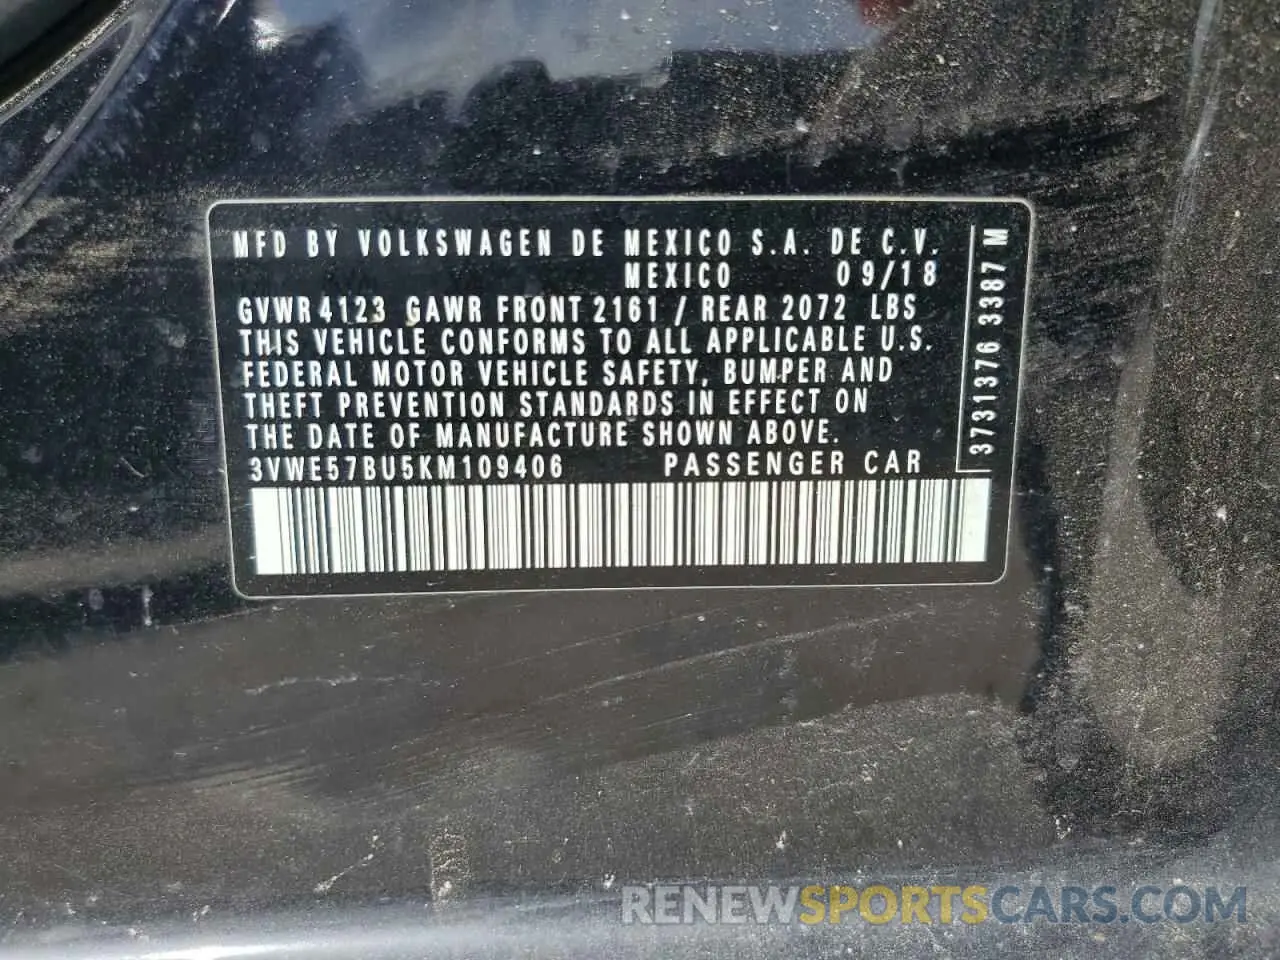 MFD BY VOLKSWAGEN DE MEXICO S.A. DE C.V.
MEXICO 09/18
GVWR 4123 GAWR FRONT 2161 / REAR 2072 LBS
THIS VEHICLE CONFORMS TO ALL APPLICABLE U.S.
FEDERAL MOTOR VEHICLE SAFETY, BUMPER AND
THEFT PREVENTION STANDARDS IN EFFECT ON
THE DATE OF MANUFACTURE SHOWN ABOVE.
3VWE57BU5KM109406 PASSENGER CAR
3731376 3387 M
RENEWSPORTSCARS.COM